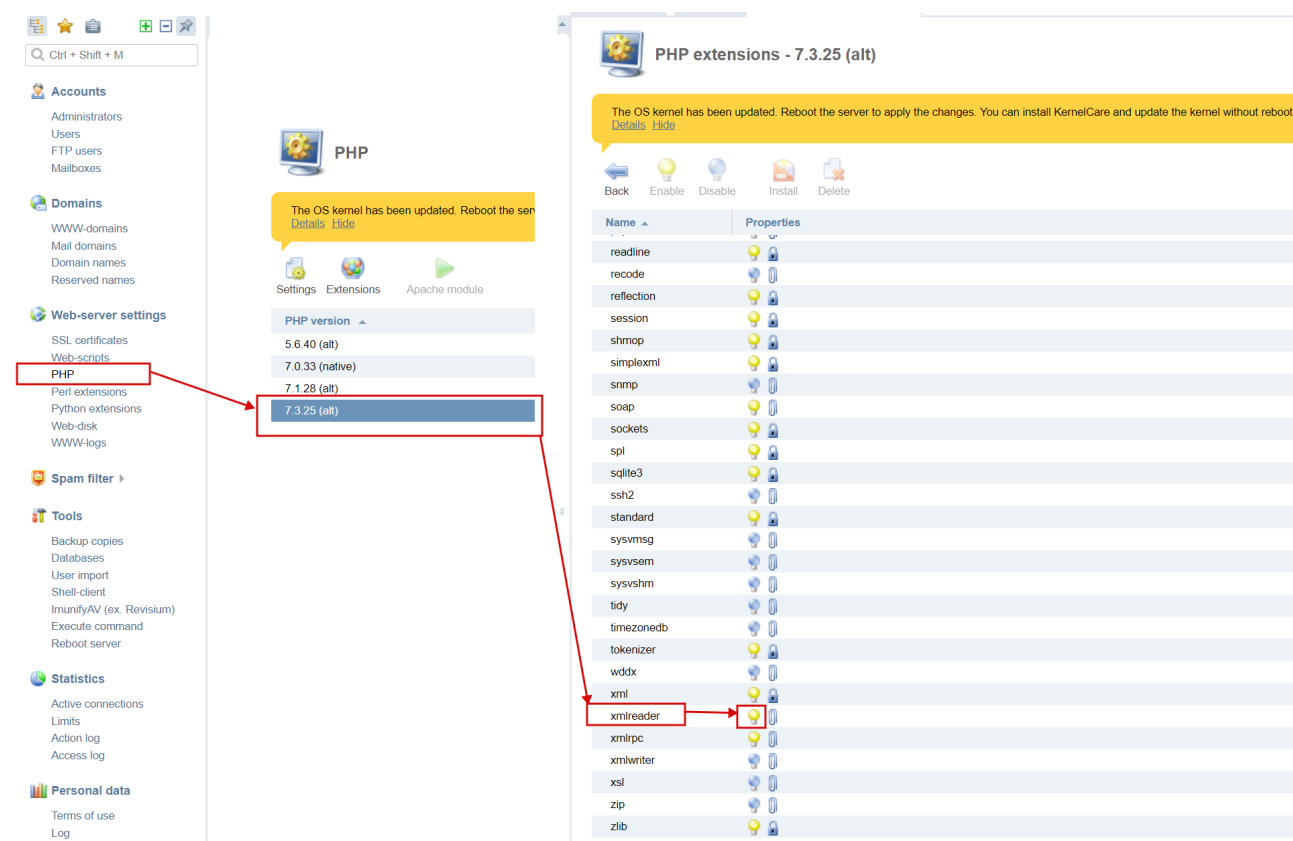 Ctrl + Shift + M
Accounts
Administrators
Users
FTP users
Mailboxes
Domains
WWW-domains
Mail domains
Domain names
Reserved names
Web-server settings
SSL certificates
Web-scripts
PHP
Perl extensions
Python extensions
Web-disk
WWW-logs
Spam filter
Tools
Backup copies
Databases
User import
Shell-client
ImunifyAV (ex. Revisium)
Execute command
Reboot server
Statistics
Active connections
Limits
Action log
Access log
Personal data
Terms of use
Log
PHP
The OS kernel has been updated. Reboot the ser
Details Hide
Settings Extensions Apache module
PHP version
5.6.40 (alt)
7.0.33 (native)
7.1.28 (alt)
7.3.25 (alt)
PHP extensions - 7.3.25 (alt)
The OS kernel has been updated. Reboot the server to apply the changes. You can install KernelCare and update the kernel without reboot
Details Hide
Back Enable Disable Install Delete
Name Properties
readline
recode
reflection
session
shmop
simplexml
snmp
soap
sockets
spl
sqlite3
ssh2
standard
sysvmsg
sysvsem
sysvshm
tidy
timezonedb
tokenizer
wddx
xml
xmlreader
xmlrpc
xmlwriter
xsl
zip
zlib